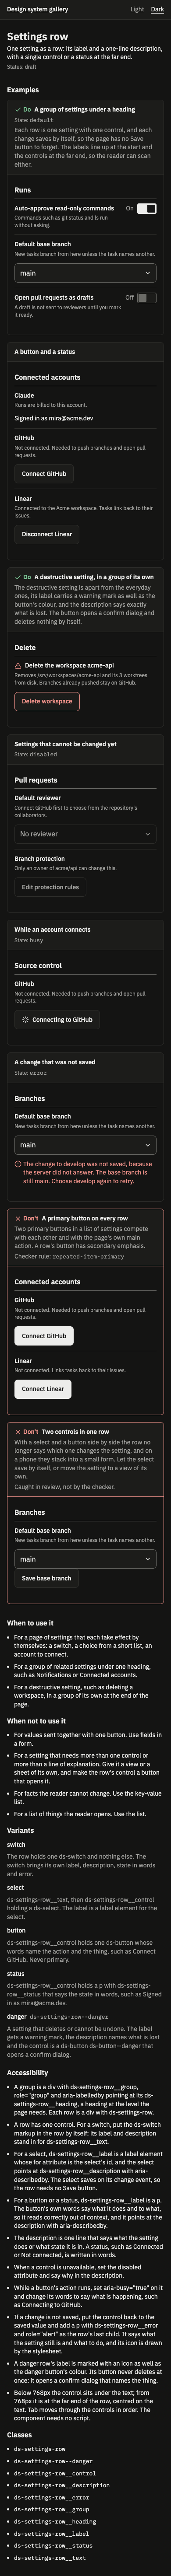 Design system gallery
Light Dark
Settings row
One setting as a row: its label and a one-line description,
with a single control or a status at the far end.
Status: draft
Examples
Do A group of settings under a heading
State: default
Each row is one setting with one control, and each
change saves by itself, so the page has no Save
button to forget. The labels line up at the start and
the controls at the far end, so the reader can scan
either.
Runs
Auto-approve read-only commands On
Commands such as git status and ls run
without asking.
Default base branch
New tasks branch from here unless the task names another.
main
Open pull requests as drafts Off
A draft is not sent to reviewers until you mark
it ready.
A button and a status
Connected accounts
Claude
Runs are billed to this account.
Signed in as mira@acme.dev
GitHub
Not connected. Needed to push branches and open pull
requests.
Connect GitHub
Linear
Connected to the Acme workspace. Tasks link back to their
issues.
Disconnect Linear
Do A destructive setting, in a group of its own
The destructive setting is apart from the everyday
ones, its label carries a warning mark as well as the
button's colour, and the description says exactly
what is lost. The button opens a confirm dialog and
deletes nothing by itself.
Delete
Delete the workspace acme-api
Removes /srv/workspaces/acme-api and its 3 worktrees
from disk. Branches already pushed stay on GitHub.
Delete workspace
Settings that cannot be changed yet
State: disabled
Pull requests
Default reviewer
Connect GitHub first to choose from the repository's
collaborators.
No reviewer
Branch protection
Only an owner of acme/api can change this.
Edit protection rules
While an account connects
State: busy
Source control
GitHub
Not connected. Needed to push branches and open pull
requests.
Connecting to GitHub
A change that was not saved
State: error
Branches
Default base branch
New tasks branch from here unless the task names another.
main
The change to develop was not saved, because
the server did not answer. The base branch is
still main. Choose develop again to retry.
Don't A primary button on every row
Two primary buttons in a list of settings compete
with each other and with the page's own main
action. A row's button has secondary emphasis.
Checker rule: repeated-item-primary
Connected accounts
GitHub
Not connected. Needed to push branches and open pull
requests.
Connect GitHub
Linear
Not connected. Links tasks back to their issues.
Connect Linear
Don't Two controls in one row
With a select and a button side by side the row no
longer says which one changes the setting, and on
a phone they stack into a small form. Let the select
save by itself, or move the setting to a view of its
own.
Caught in review, not by the checker.
Branches
Default base branch
New tasks branch from here unless the task names another.
main
Save base branch
When to use it
For a page of settings that each take effect by
themselves: a switch, a choice from a short list, an
account to connect.
For a group of related settings under one heading,
such as Notifications or Connected accounts.
For a destructive setting, such as deleting a
workspace, in a group of its own at the end of the
page.
When not to use it
For values sent together with one button. Use fields in
a form.
For a setting that needs more than one control or
more than a line of explanation. Give it a view or a
sheet of its own, and make the row's control a button
that opens it.
For facts the reader cannot change. Use the key-value
list.
For a list of things the reader opens. Use the list.
Variants
switch
The row holds one ds-switch and nothing else. The
switch brings its own label, description, state in words
and error.
select
ds-settings-row__text, then ds-settings-row__control
holding a ds-select. The label is a label element for the
select.
button
ds-settings-row__control holds one ds-button whose
words name the action and the thing, such as Connect
GitHub. Never primary.
status
ds-settings-row__control holds a p with ds-settings-
row__status that says the state in words, such as Signed
in as mira@acme.dev.
danger ds-settings-row--danger
A setting that deletes or cannot be undone. The label
gets a warning mark, the description names what is lost
and the control is a ds-button ds-button--danger that
opens a confirm dialog.
Accessibility
A group is a div with ds-settings-row__group,
role="group" and aria-labelledby pointing at its ds-
settings-row__heading, a heading at the level the
page needs. Each row is a div with ds-settings-row.
A row has one control. For a switch, put the ds-switch
markup in the row by itself: its label and description
stand in for ds-settings-row__text.
For a select, ds-settings-row__label is a label element
whose for attribute is the select's id, and the select
points at ds-settings-row__description with aria-
describedby. The select saves on its change event, so
the row needs no Save button.
For a button or a status, ds-settings-row__label is a p.
The button's own words say what it does and to what,
so it reads correctly out of context, and it points at the
description with aria-describedby.
The description is one line that says what the setting
does or what state it is in. A status, such as Connected
or Not connected, is written in words.
When a control is unavailable, set the disabled
attribute and say why in the description.
While a button's action runs, set aria-busy="true" on it
and change its words to say what is happening, such
as Connecting to GitHub.
If a change is not saved, put the control back to the
saved value and add a p with ds-settings-row__error
and role="alert" as the row's last child. It says what
the setting still is and what to do, and its icon is drawn
by the stylesheet.
A danger row's label is marked with an icon as well as
the danger button's colour. Its button never deletes at
once: it opens a confirm dialog that names the thing.
Below 768px the control sits under the text; from
768px it is at the far end of the row, centred on the
text. Tab moves through the controls in order. The
component needs no script.
Classes
ds-settings-row
ds-settings-row--danger
ds-settings-row__control
ds-settings-row__description
ds-settings-row__error
ds-settings-row__group
ds-settings-row__heading
ds-settings-row__label
ds-settings-row__status
ds-settings-row__text